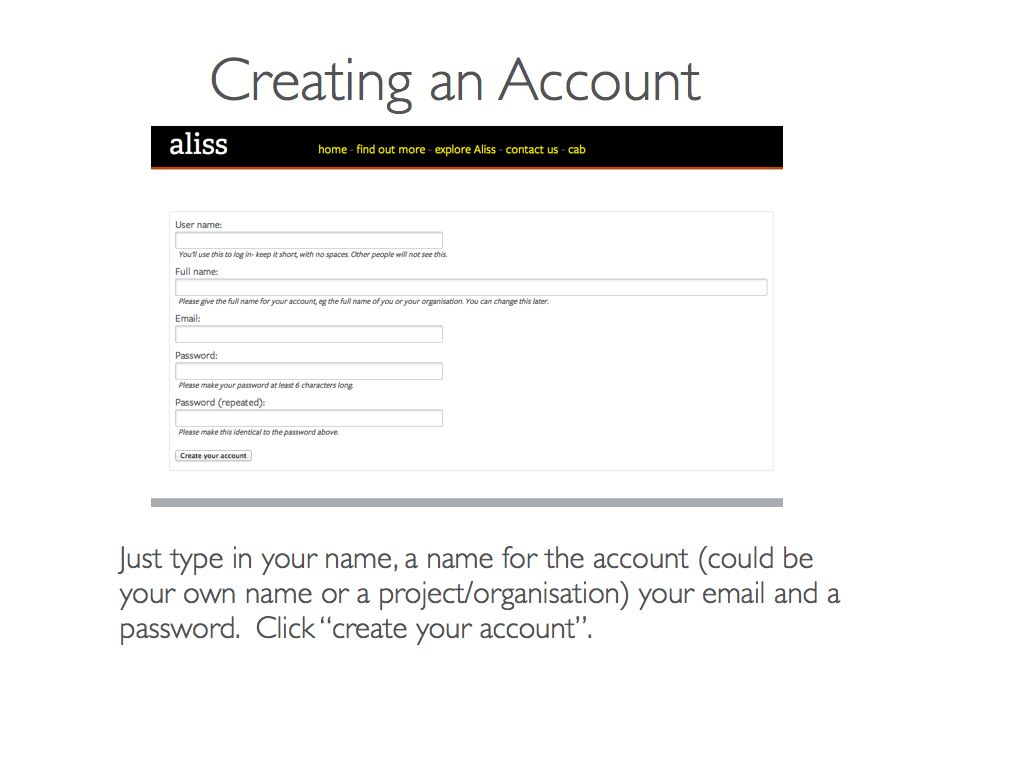 Creating an Account
aliss
home - find out more - explore Aliss - contact us - cab
User name:
You'll use this to log in- keep it short, with no spaces. Other people will not see this.
Full name:
Please give the full name for your account, eg the full name of you or your organisation. You can change this later.
Email:
Password:
Please make your password at least 6 characters long.
Password (repeated):
Please make this identical to the password above.
Create your account
Just type in your name, a name for the account (could be
your own name or a project/organisation) your email and a
password.  Click “create your account”.